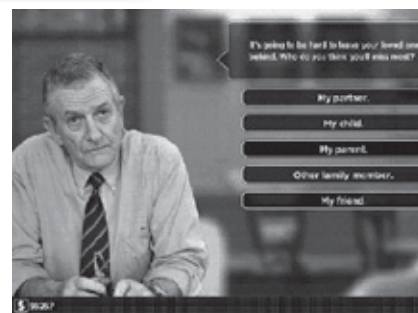 It's going to be hard to leave your loved one
behind. Who do you think you'll miss most?
My partner.
My child.
My parent.
Other family member.
My friend.